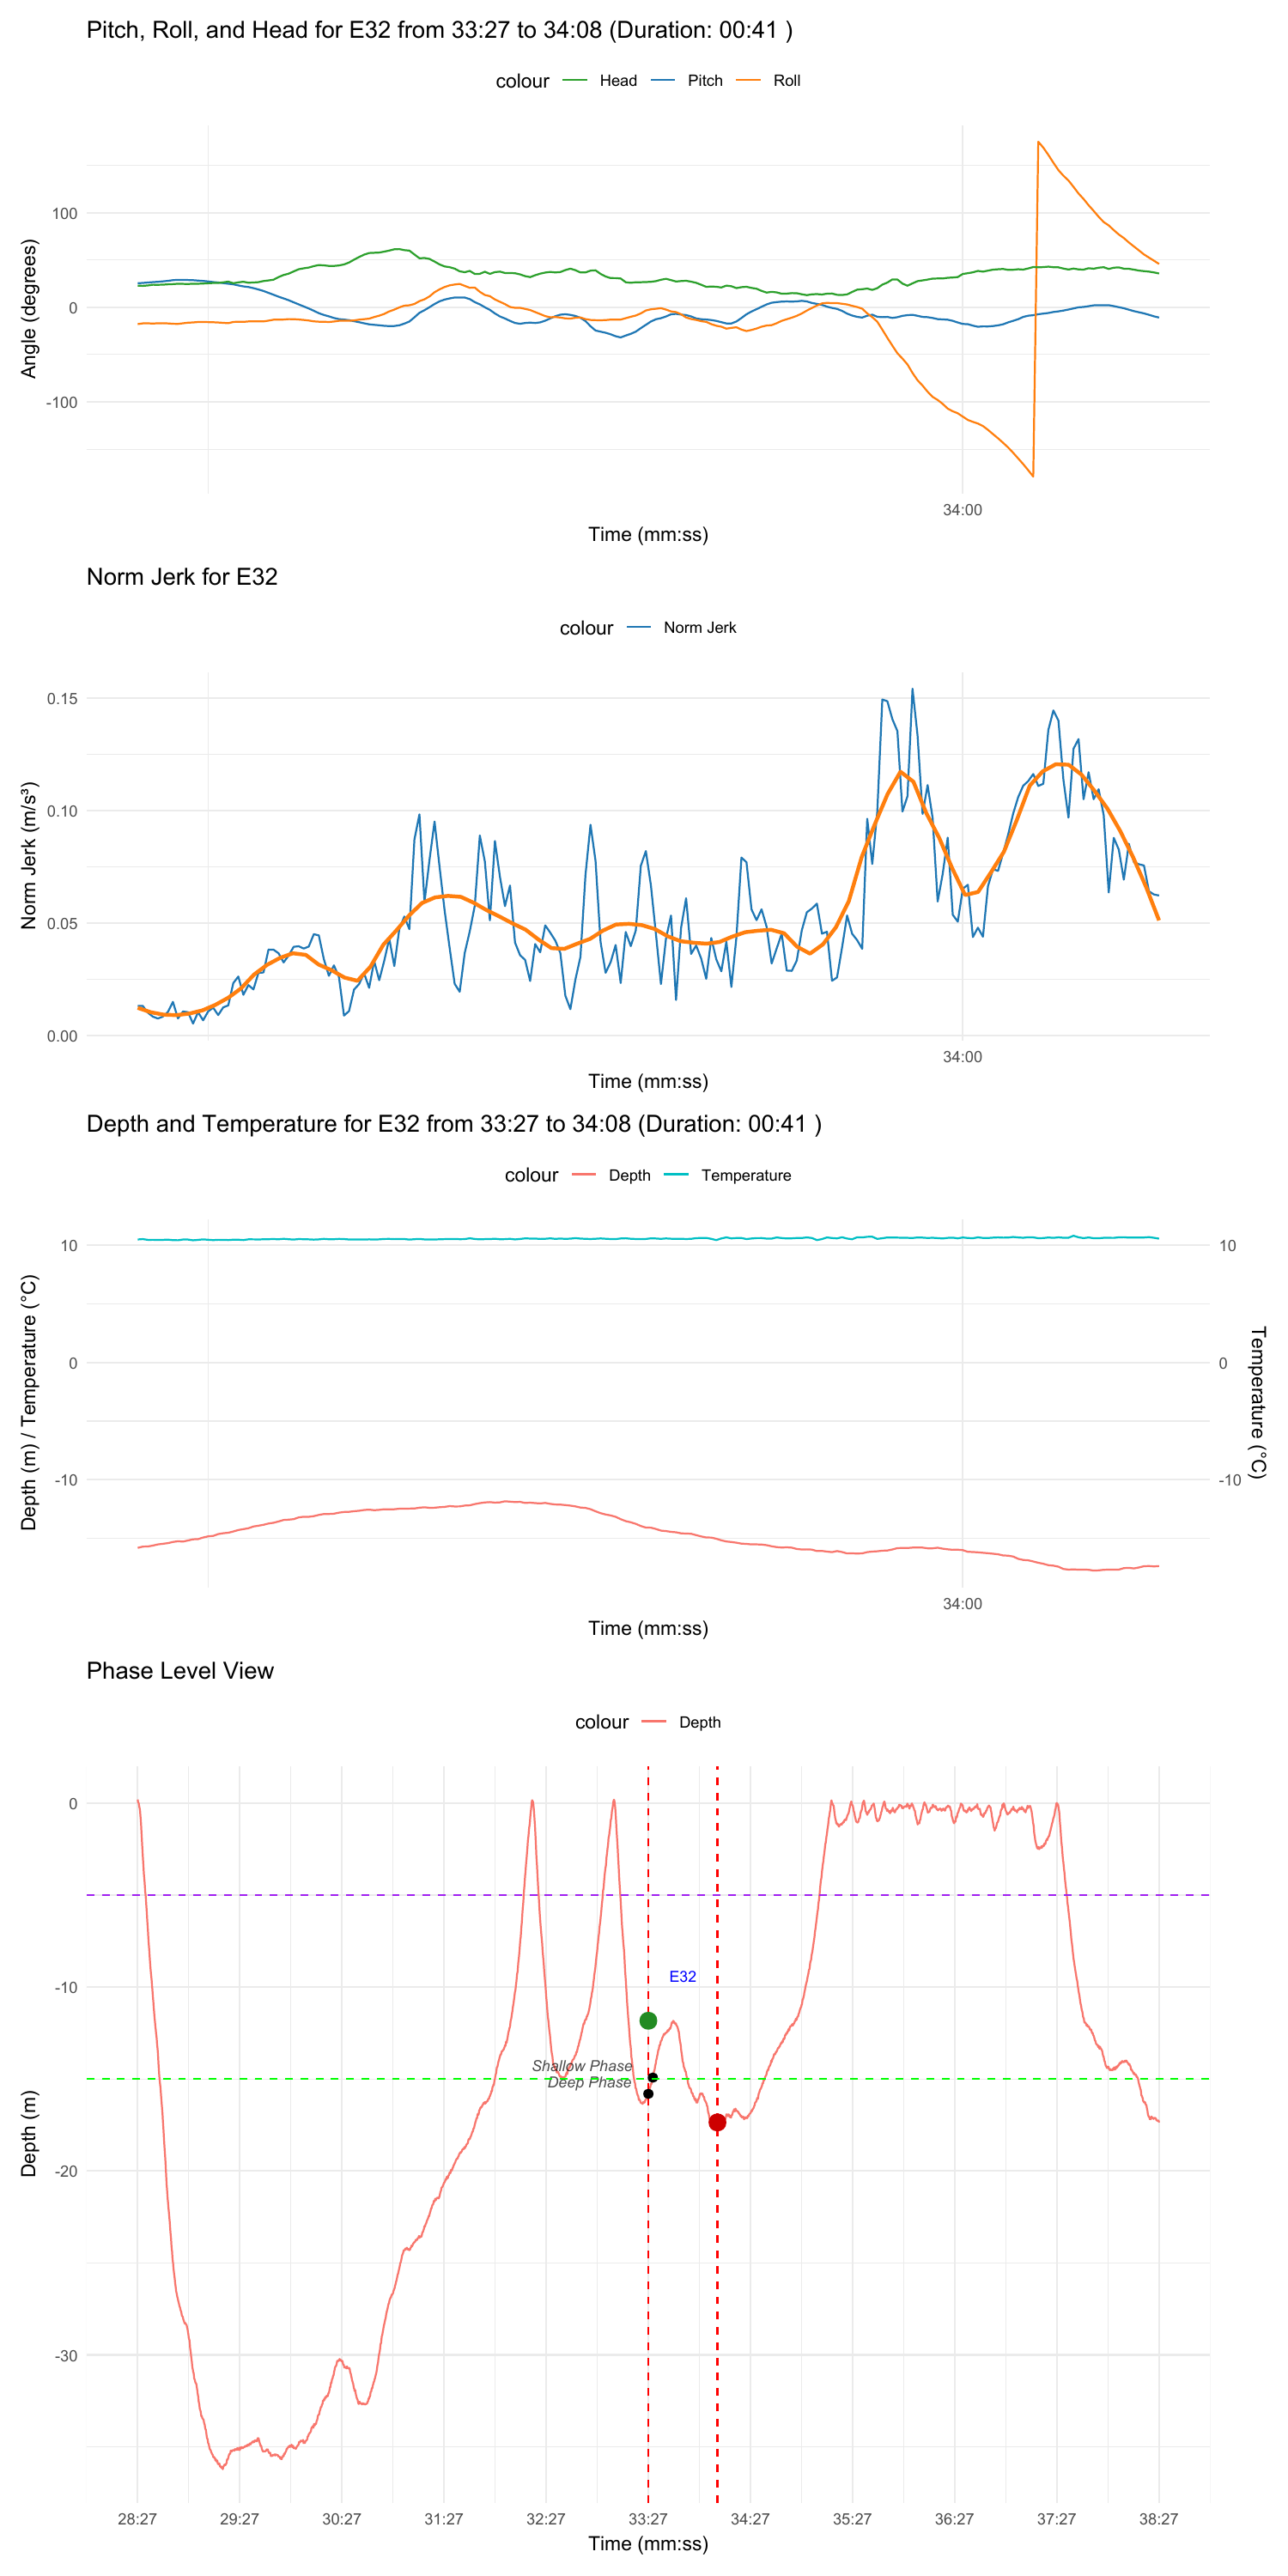 Pitch, Roll, and Head for E32 from 33:27 to 34:08 (Duration: 00:41 )
colour Head Pitch Roll
Angle (degrees)
100
0
-100
34:00
Time (mm:ss)
Norm Jerk for E32
colour Norm Jerk
Norm Jerk (m/s³)
0.15
0.10
0.05
0.00
34:00
Time (mm:ss)
Depth and Temperature for E32 from 33:27 to 34:08 (Duration: 00:41 )
colour Depth Temperature
Depth (m) / Temperature (°C)
10
0
-10
10
0
-10
Temperature (°C)
34:00
Time (mm:ss)
Phase Level View
colour Depth
Depth (m)
0
-10
-20
-30
E32
Shallow Phase
Deep Phase
28:27 29:27 30:27 31:27 32:27 33:27 34:27 35:27 36:27 37:27 38:27
Time (mm:ss)